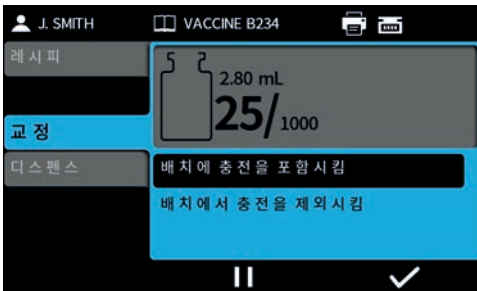 J. SMITH
VACCINE B234
레시피
2.80 mL
25/1000
교정
디스펜스
배치에 충전을 포함시킴
배치에서 충전을 제외시킴